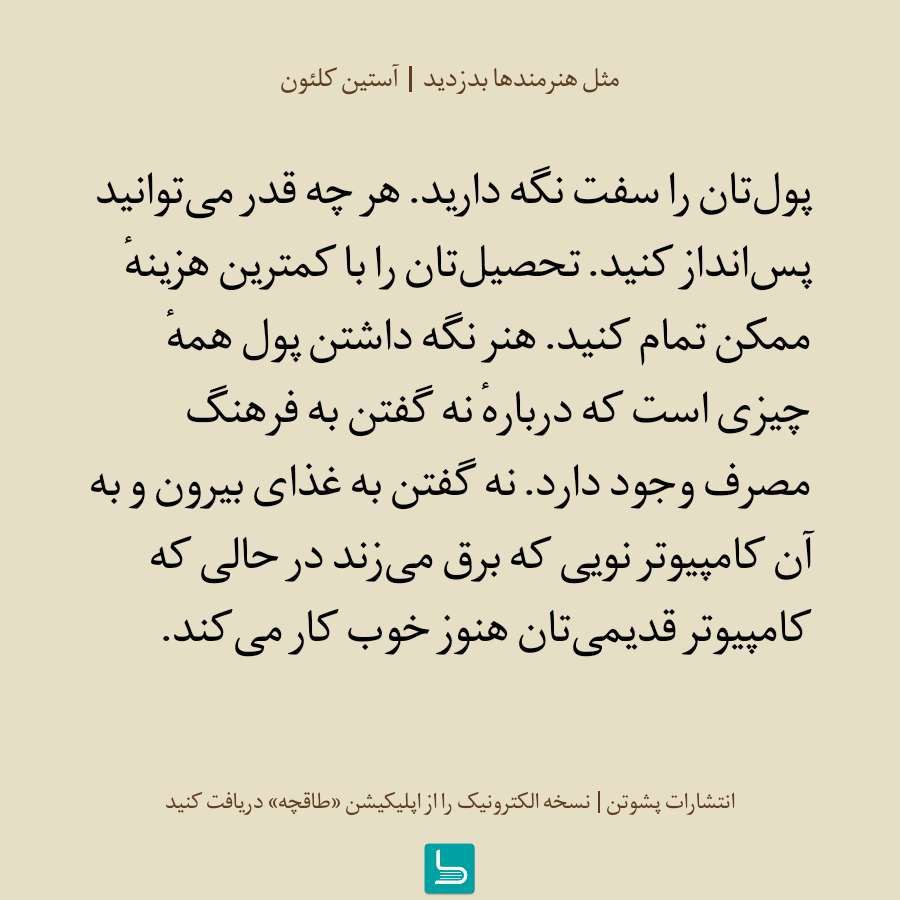 مثل هنرمندها بدزدید | آستین کلئون
پول‌تان را سفت نگه دارید. هر چه قدر می‌توانید
پس‌انداز کنید. تحصیل‌تان را با کمترین هزینهٔ
ممکن تمام کنید. هنر نگه داشتن پول همهٔ
چیزی است که دربارهٔ نه گفتن به فرهنگ
مصرف وجود دارد. نه گفتن به غذای بیرون و به
آن کامپیوتر نویی که برق می‌زند در حالی که
کامپیوتر قدیمی‌تان هنوز خوب کار می‌کند.
انتشارات پشوتن | نسخه الکترونیک را از اپلیکیشن «طاقچه» دریافت کنید